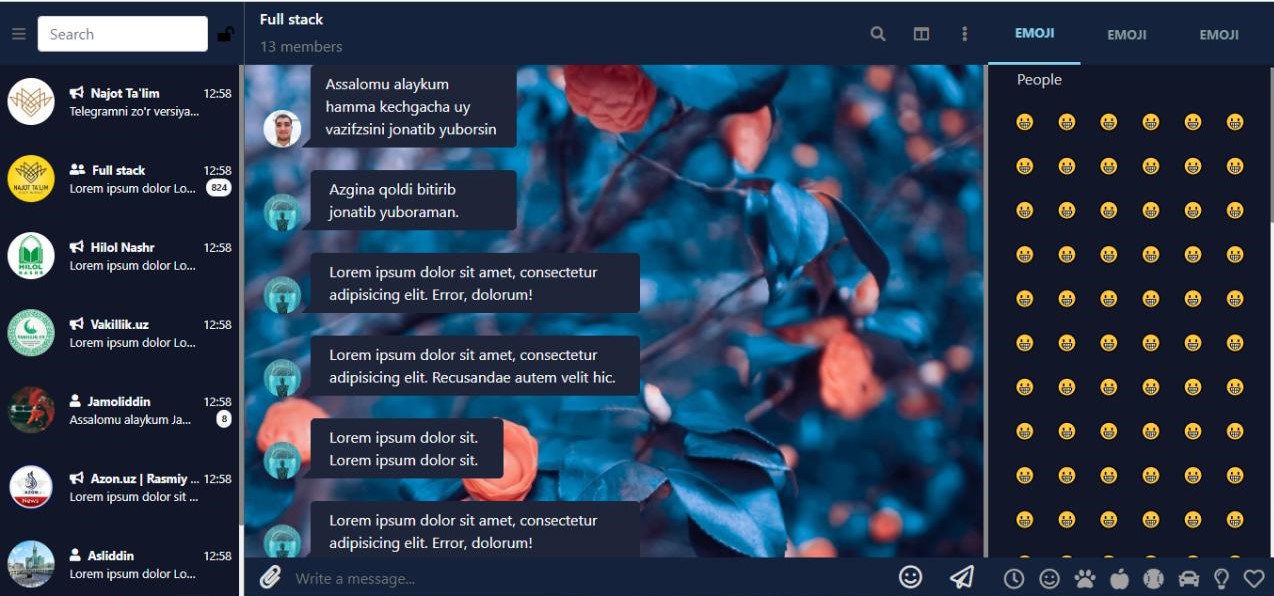 Search
Najot Ta'lim 12:58
Telegramni zo'r versiya...
Full stack 12:58
Lorem ipsum dolor Lo... 824
NAJOT TA'LIM
Hilol Nashr 12:58
Lorem ipsum dolor Lo...
HILOL
Vakillik.uz 12:58
Lorem ipsum dolor Lo...
Jamoliddin 12:58
Assalomu alaykum Ja... 8
Azon.uz | Rasmiy ... 12:58
Lorem ipsum dolor sit ...
AZON
News
Asliddin 12:58
Lorem ipsum dolor Lo...
Full stack
13 members
Assalomu alaykum
hamma kechgacha uy
vazifzsini jonatib yuborsin
Azgina qoldi bitirib
jonatib yuboraman.
Lorem ipsum dolor sit amet, consectetur
adipisicing elit. Error, dolorum!
Lorem ipsum dolor sit amet, consectetur
adipisicing elit. Recusandae autem velit hic.
Lorem ipsum dolor sit.
Lorem ipsum dolor sit.
Lorem ipsum dolor sit amet, consectetur
adipisicing elit. Error, dolorum!
Write a message...
EMOJI EMOJI EMOJI
People